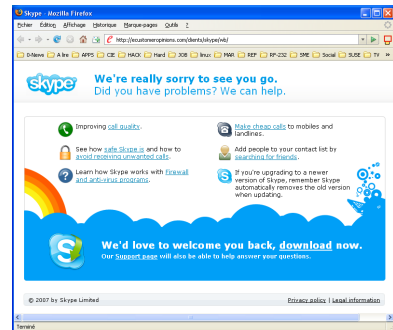 Skype - Mozilla Firefox
Fichier Edition Affichage Historique Marque-pages Outils ?
http://ecustomeropinions.com/clients/skype/wb/
0-News A lire APPS CIE HACK Hard JOB linux MAR REF RP-232 SME Social SUSE TV »
skype
We're really sorry to see you go.
Did you have problems? We can help.
Improving call quality.
See how safe Skype is and how to
avoid receiving unwanted calls.
Learn how Skype works with Firewall
and anti-virus programs.
Make cheap calls to mobiles and
landlines.
Add people to your contact list by
searching for friends.
If you're upgrading to a newer
version of Skype, remember Skype
automatically removes the old version
when updating.
We'd love to welcome you back, download now.
Our Support page will also be able to help answer your questions.
© 2007 by Skype Limited
Privacy policy | Legal information
Terminé